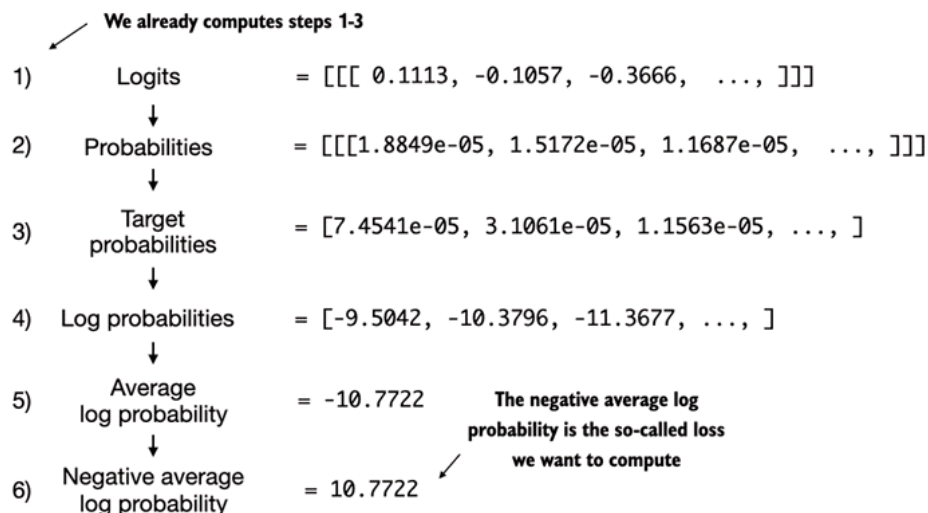 We already computes steps 1-3
1) Logits = [[[ 0.1113, -0.1057, -0.3666, ..., ]]]
2) Probabilities = [[[1.8849e-05, 1.5172e-05, 1.1687e-05, ..., ]]]
3) Target
probabilities = [7.4541e-05, 3.1061e-05, 1.1563e-05, ..., ]
4) Log probabilities = [-9.5042, -10.3796, -11.3677, ..., ]
5) Average
log probability = -10.7722
The negative average log
probability is the so-called loss
we want to compute
6) Negative average
log probability = 10.7722